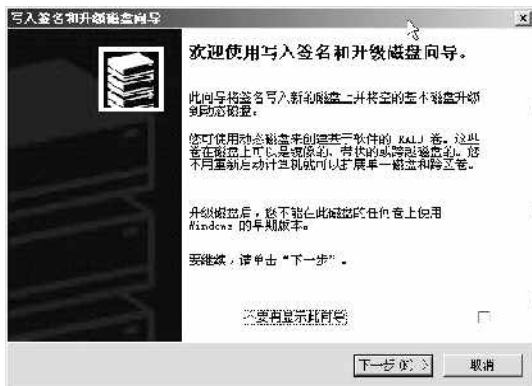 写入签名和升级磁盘向导
欢迎使用写入签名和升级磁盘向导。
此向导将签名写入新的磁盘上并将空的基本磁盘升级
到动态磁盘。
您可使用动态磁盘来创建基于软件的 RAID 卷。这些
卷在磁盘上可以是镜像的、带状的或跨越磁盘的。您
不用重新启动计算机就可以扩展单一磁盘和跨区卷。
升级磁盘后，您不能在此磁盘的任何卷上使用
Windows 的早期版本。
要继续，请单击“下一步”。
不要再显示此向导
下一步(N) >
取消